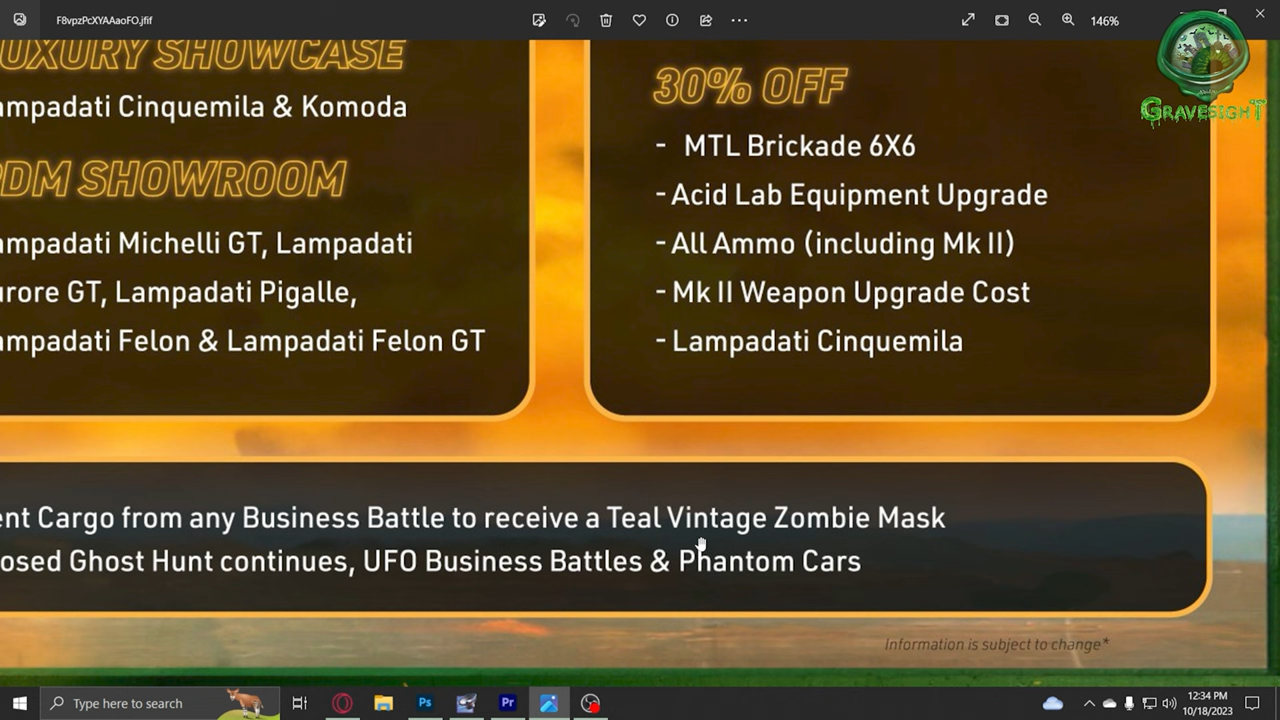 F8vpzPcXYAAaoFO.jfif
146%
GRAVESIGHT
LUXURY SHOWCASE
ampadati Cinquemila & Komoda
PDM SHOWROOM
ampadati Michelli GT, Lampadati
urore GT, Lampadati Pigalle,
ampadati Felon & Lampadati Felon GT
30% OFF
- MTL Brickade 6X6
- Acid Lab Equipment Upgrade
- All Ammo (including Mk II)
- Mk II Weapon Upgrade Cost
- Lampadati Cinquemila
ent Cargo from any Business Battle to receive a Teal Vintage Zombie Mask
osed Ghost Hunt continues, UFO Business Battles & Phantom Cars
Information is subject to change*
Type here to search
Ps
Pr
12:34 PM
10/18/2023